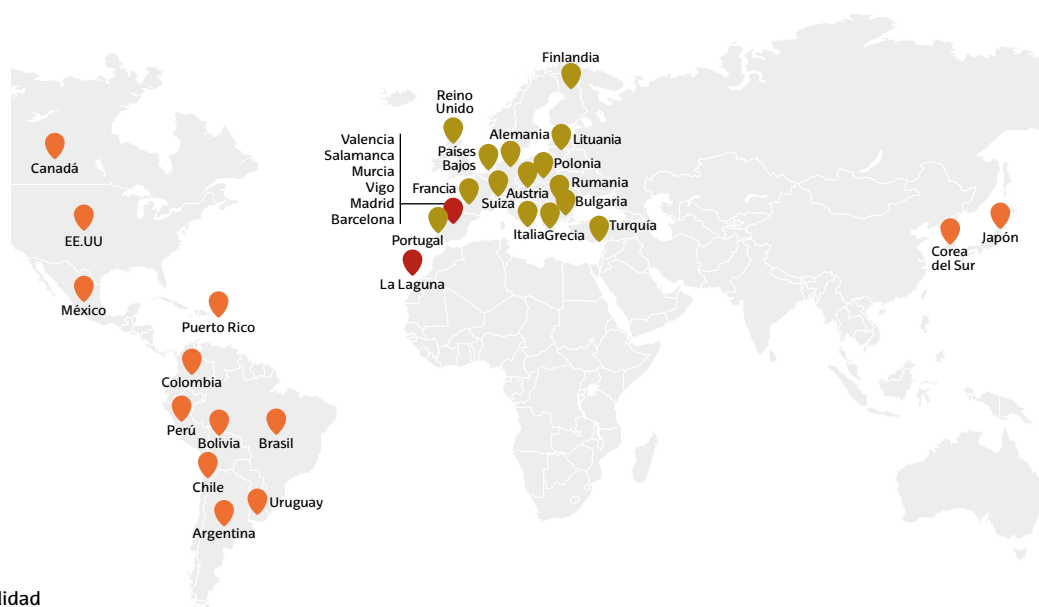 Finlandia
Reino
Unido
Valencia
Salamanca
Murcia
Vigo
Madrid
Barcelona
Alemania
Lituania
Países
Bajos
Polonia
Francia
Suiza
Austria
Rumania
Bulgaria
Portugal
Italia
Grecia
Turquía
La Laguna
Canadá
EE.UU
México
Puerto Rico
Colombia
Perú
Bolivia
Brasil
Chile
Uruguay
Argentina
Corea
del Sur
Japón
lidad